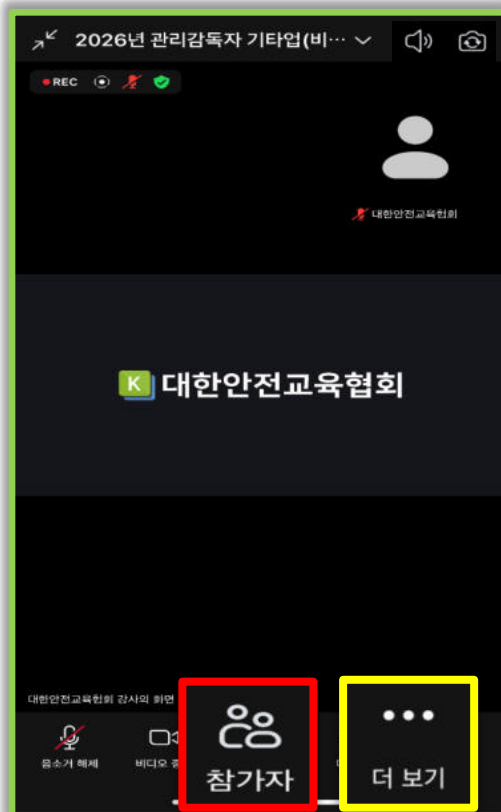 2026년 관리감독자 기타업(비…
REC
대한안전교육협회
K 대한안전교육협회
대한안전교육협회 강사의 화면
음소거 해제
비디오 중
참가자
더 보기